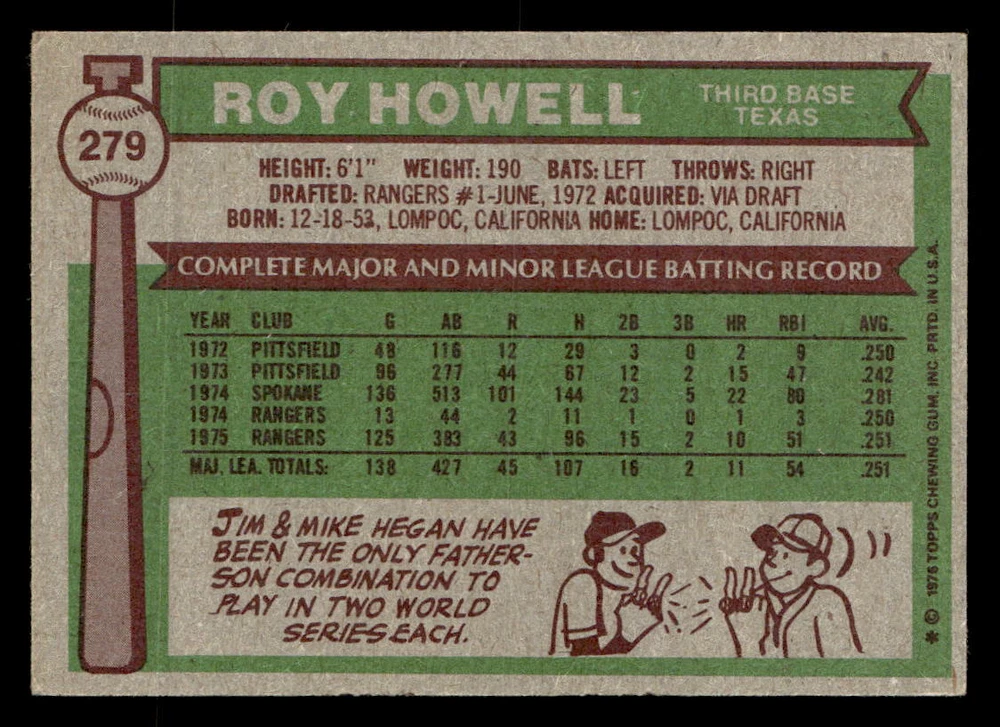 T
279
ROY HOWELL
THIRD BASE
TEXAS
HEIGHT: 6'1" WEIGHT: 190 BATS: LEFT THROWS: RIGHT
DRAFTED: RANGERS #1-JUNE, 1972 ACQUIRED: VIA DRAFT
BORN: 12-18-53, LOMPOC, CALIFORNIA HOME: LOMPOC, CALIFORNIA
COMPLETE MAJOR AND MINOR LEAGUE BATTING RECORD
YEAR CLUB G AB R H 2B 3B HR RBI AVG.
1972 PITTSFIELD 48 116 12 29 3 0 2 9 .250
1973 PITTSFIELD 96 277 44 67 12 2 15 47 .242
1974 SPOKANE 136 513 101 144 23 5 22 80 .281
1974 RANGERS 13 44 2 11 1 0 1 3 .250
1975 RANGERS 125 383 43 96 15 2 10 51 .251
MAJ. LEA. TOTALS: 138 427 45 107 16 2 11 54 .251
JIM & MIKE HEGAN HAVE
BEEN THE ONLY FATHER-
SON COMBINATION TO
PLAY IN TWO WORLD
SERIES EACH.
* © 1976 TOPPS CHEWING GUM, INC. PRTD. IN U.S.A.